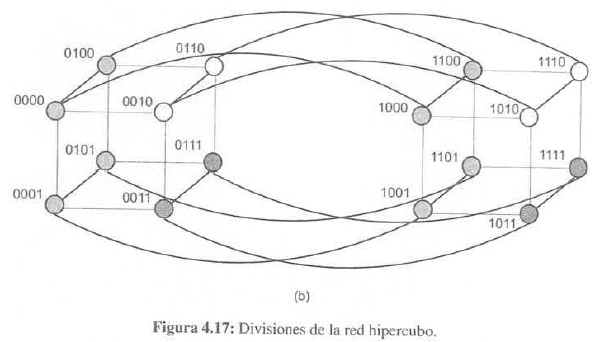 0100 0110 1100 1110
0000 0010 1000 1010
0101 0111 1101 1111
0001 0011 1001 1011
(b)
Figura 4.17: Divisiones de la red hipercubo.